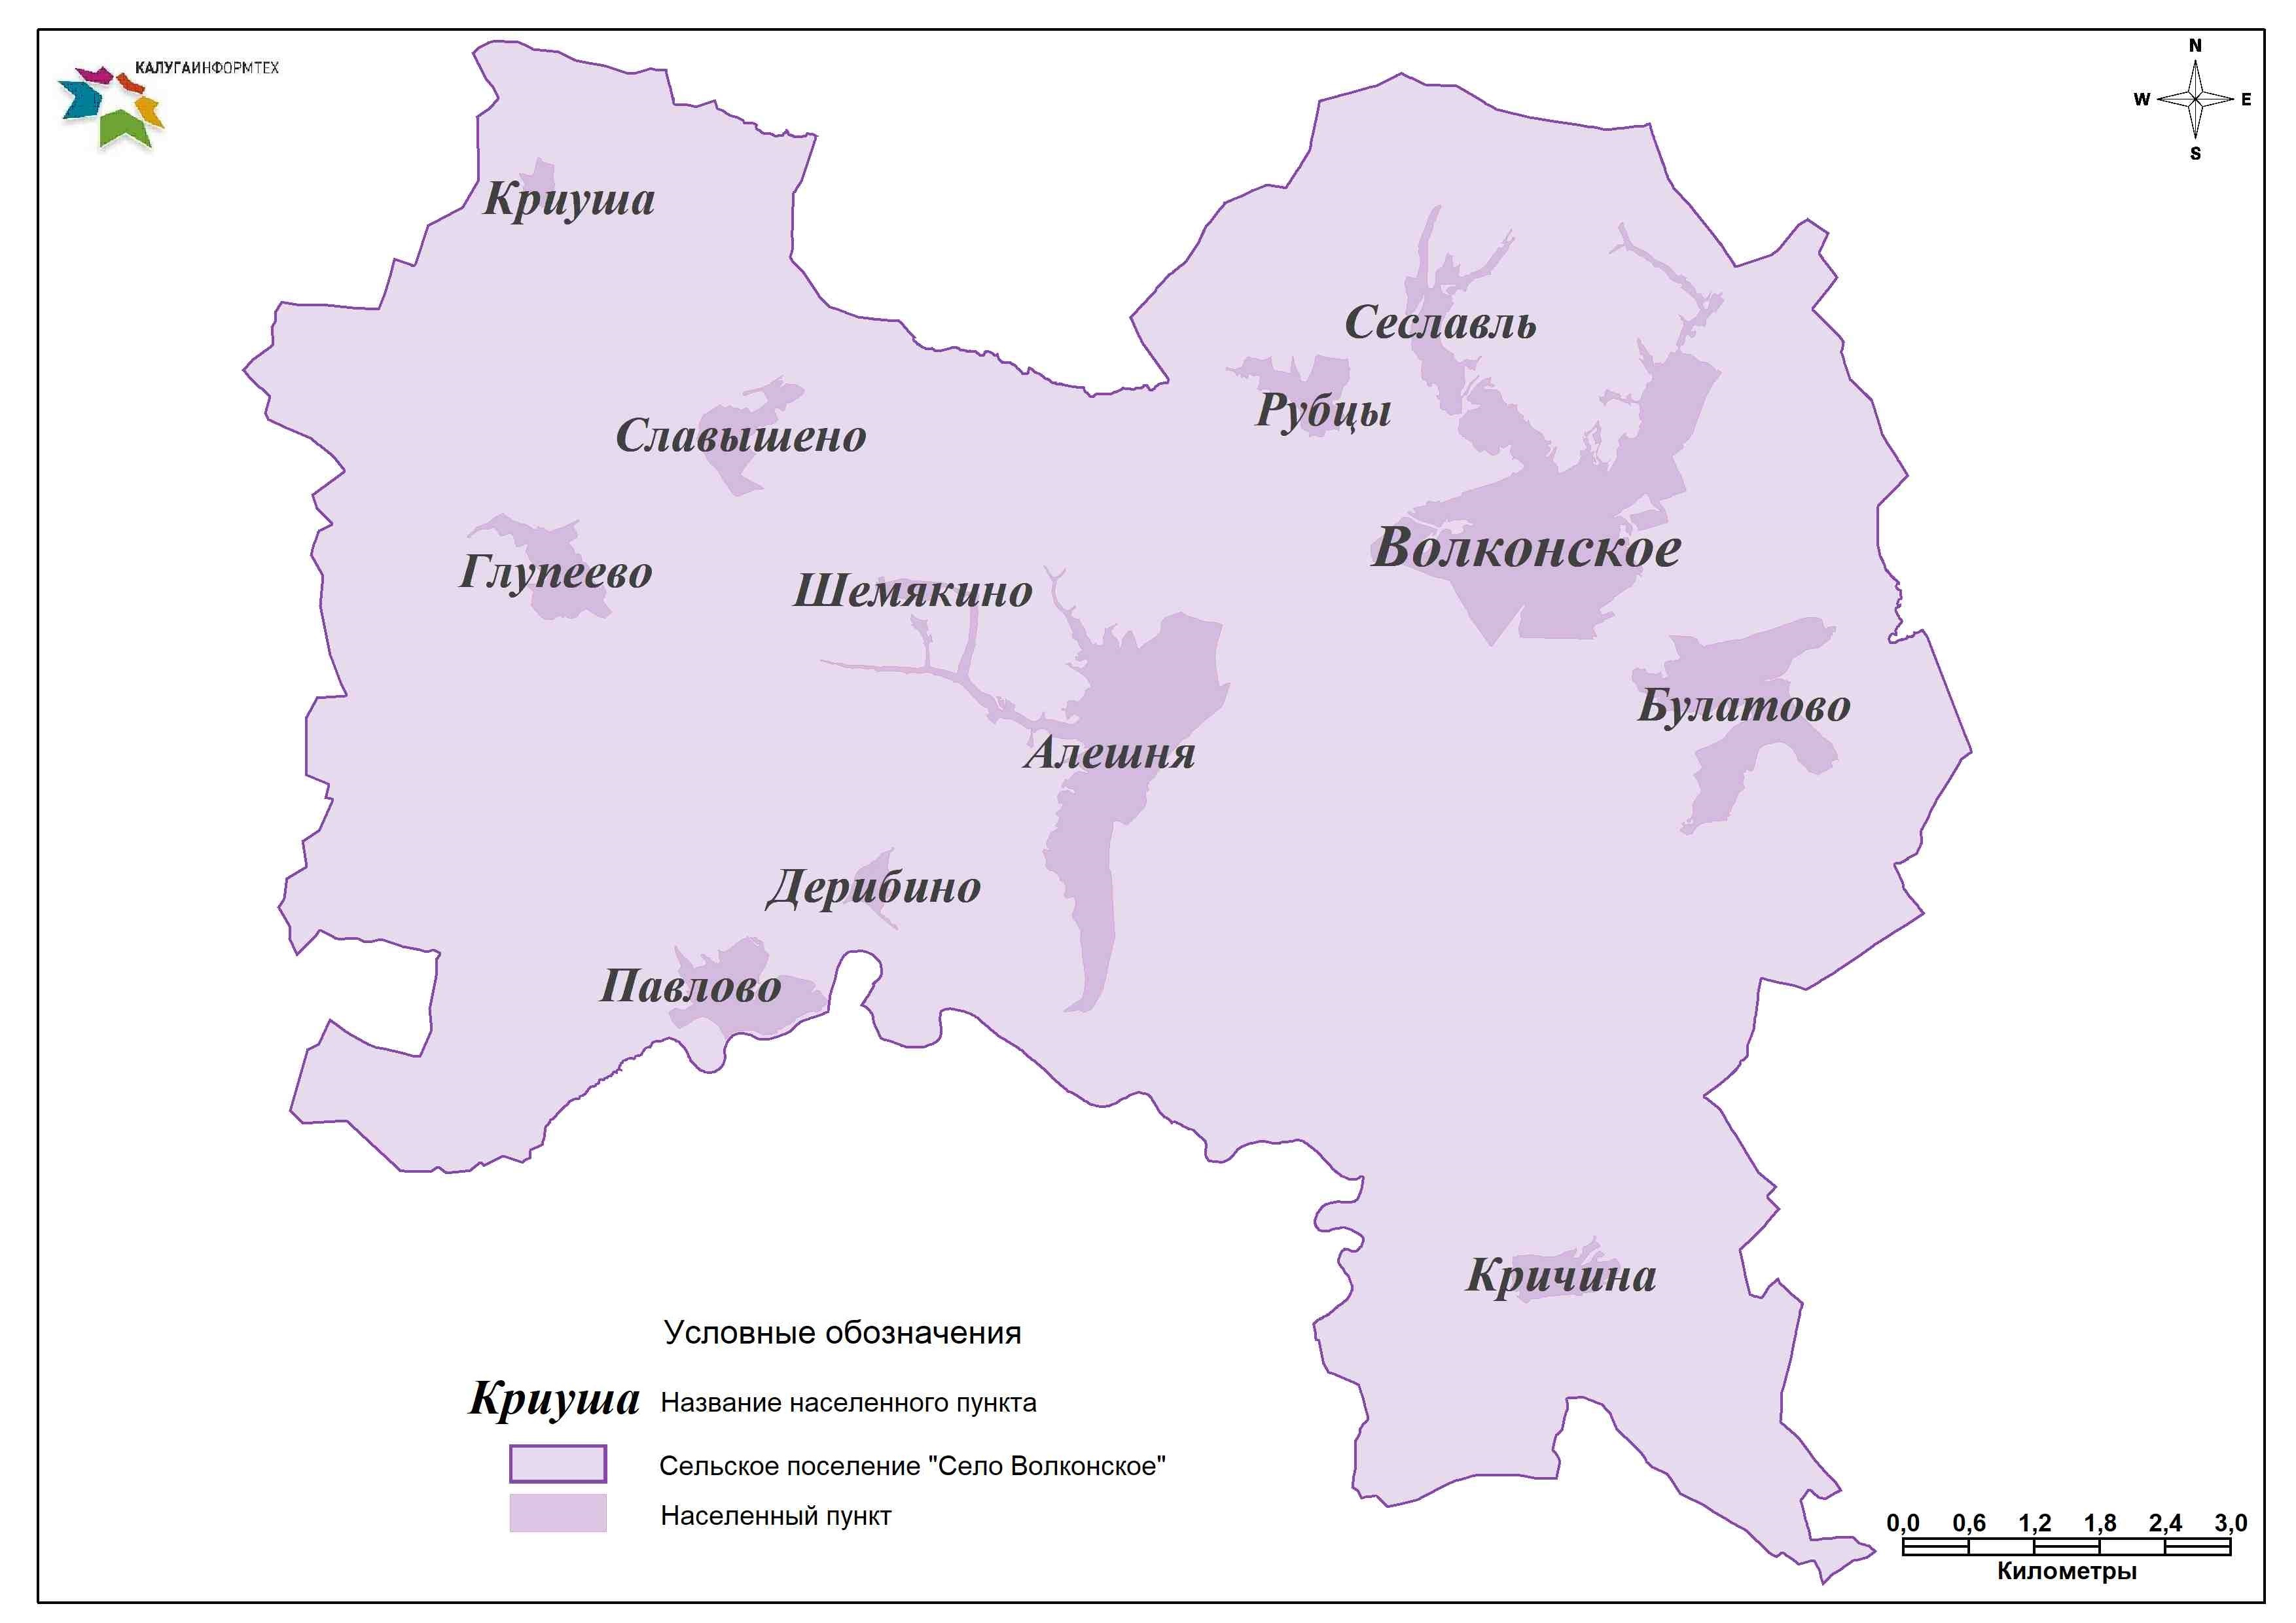 КАЛУГАИНФОРМТЕХ
N
W E
S
Криуша
Сеславль
Рубцы
Славышено
Волконское
Глупеево
Шемякино
Булатово
Алешня
Дерибино
Павлово
Кричина
Условные обозначения
Криуша Название населенного пункта
Сельское поселение "Село Волконское"
Населенный пункт
0,0 0,6 1,2 1,8 2,4 3,0
Километры